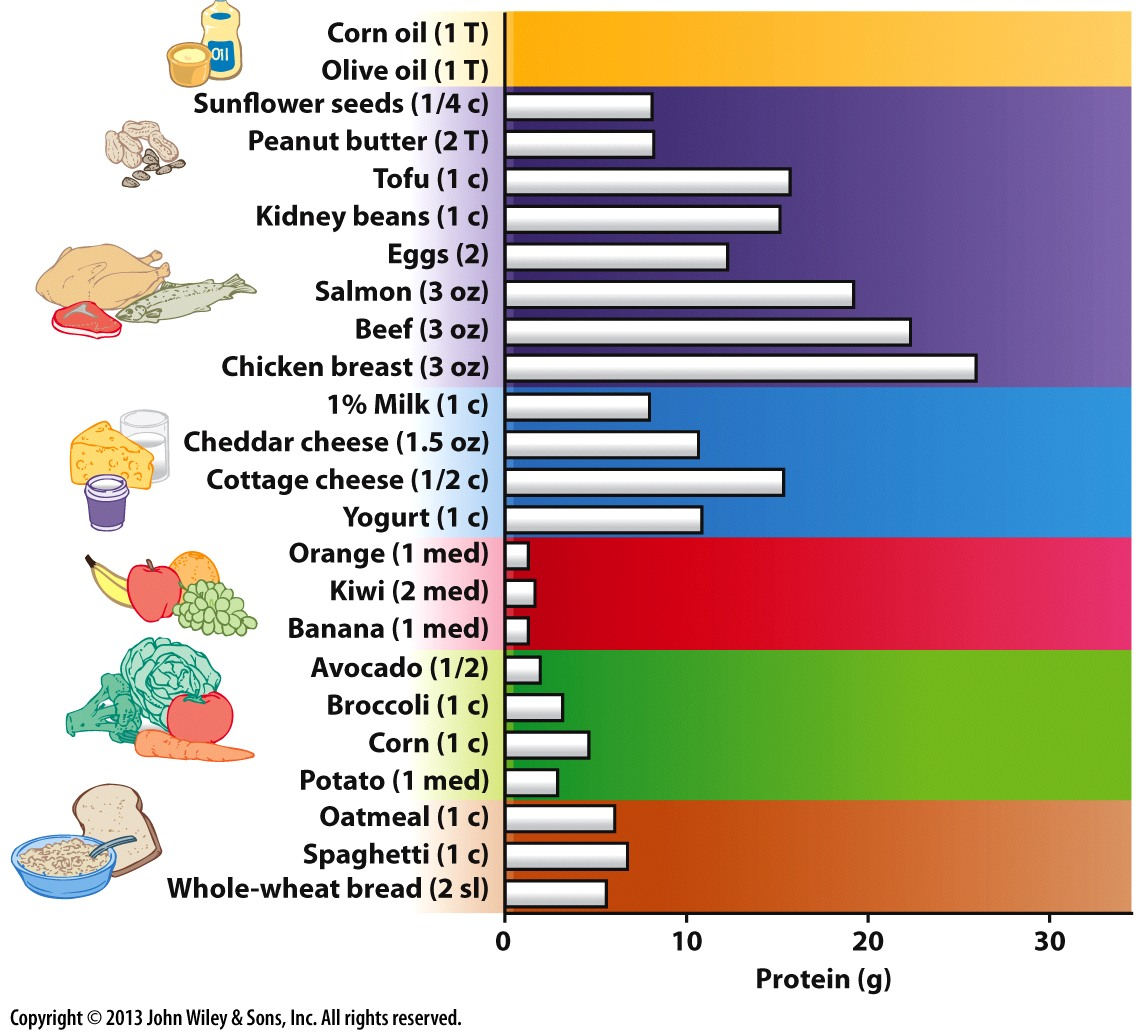 Corn oil (1 T)
Oil
Olive oil (1 T)
Sunflower seeds (1/4 c)
Peanut butter (2 T)
Tofu (1 c)
Kidney beans (1 c)
Eggs (2)
Salmon (3 oz)
Beef (3 oz)
Chicken breast (3 oz)
1% Milk (1 c)
Cheddar cheese (1.5 oz)
Cottage cheese (1/2 c)
Yogurt (1 c)
Orange (1 med)
Kiwi (2 med)
Banana (1 med)
Avocado (1/2)
Broccoli (1 c)
Corn (1 c)
Potato (1 med)
Oatmeal (1 c)
Spaghetti (1 c)
Whole-wheat bread (2 sl)
0 10 20 30
Protein (g)
Copyright © 2013 John Wiley & Sons, Inc. All rights reserved.